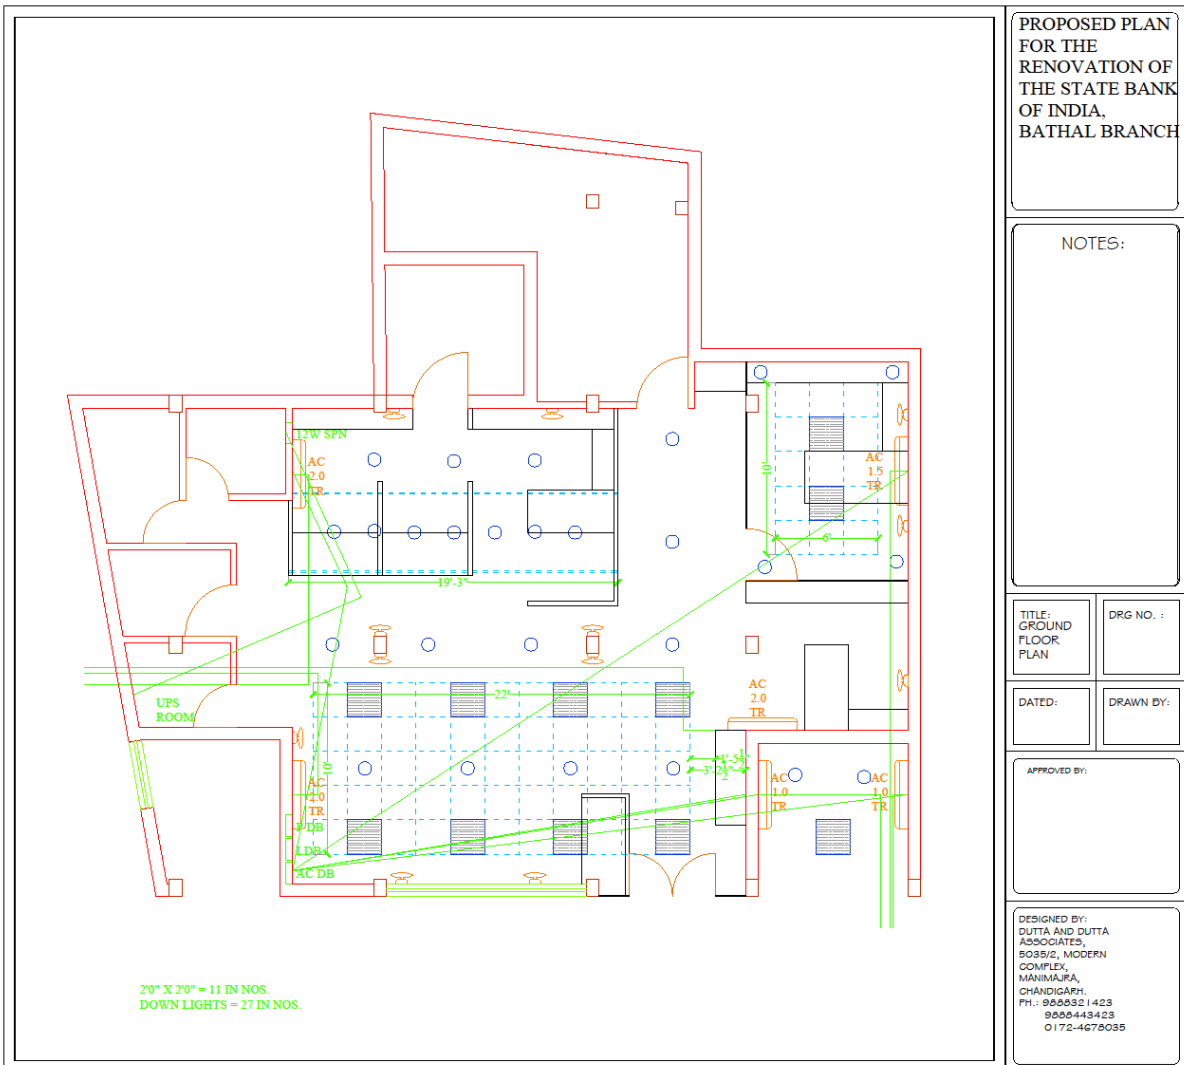 PROPOSED PLAN
FOR THE
RENOVATION OF
THE STATE BANK
OF INDIA,
BATHAL BRANCH
NOTES:
TITLE:
GROUND
FLOOR
PLAN
DRG NO. :
DATED:
DRAWN BY:
APPROVED BY:
DESIGNED BY:
DUTTA AND DUTTA
ASSOCIATES,
5035/2, MODERN
COMPLEX,
MANIMAJRA,
CHANDIGARH.
PH.: 9888321423
9888443423
0172-4678035
12W SPN
AC
2.0
TR
AC
1.5
TR
10'
6'
19'-3"
22'
UPS
ROOM
AC
2.0
TR
10'
AC
2.0
TR
P DB
LDB
AC DB
AC
1.0
TR
AC
1.0
TR
2'0" X 2'0" = 11 IN NOS.
DOWN LIGHTS = 27 IN NOS.